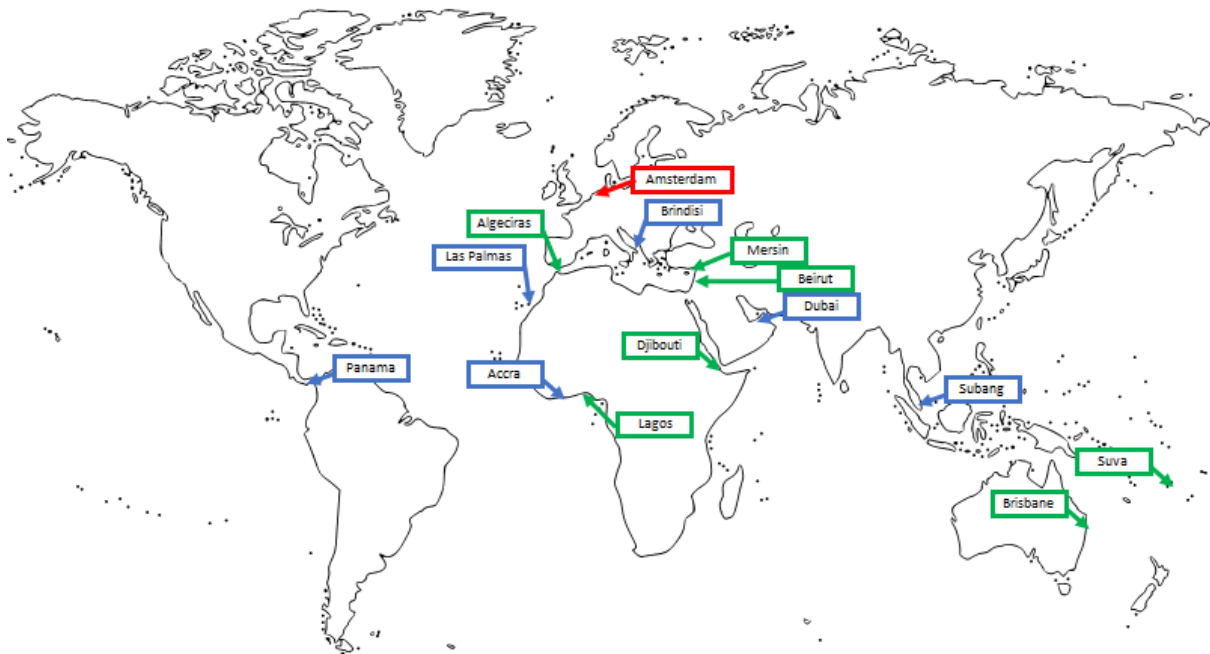 Amsterdam
Brindisi
Algeciras
Mersin
Las Palmas
Beirut
Dubai
Djibouti
Panama
Accra
Subang
Lagos
Suva
Brisbane